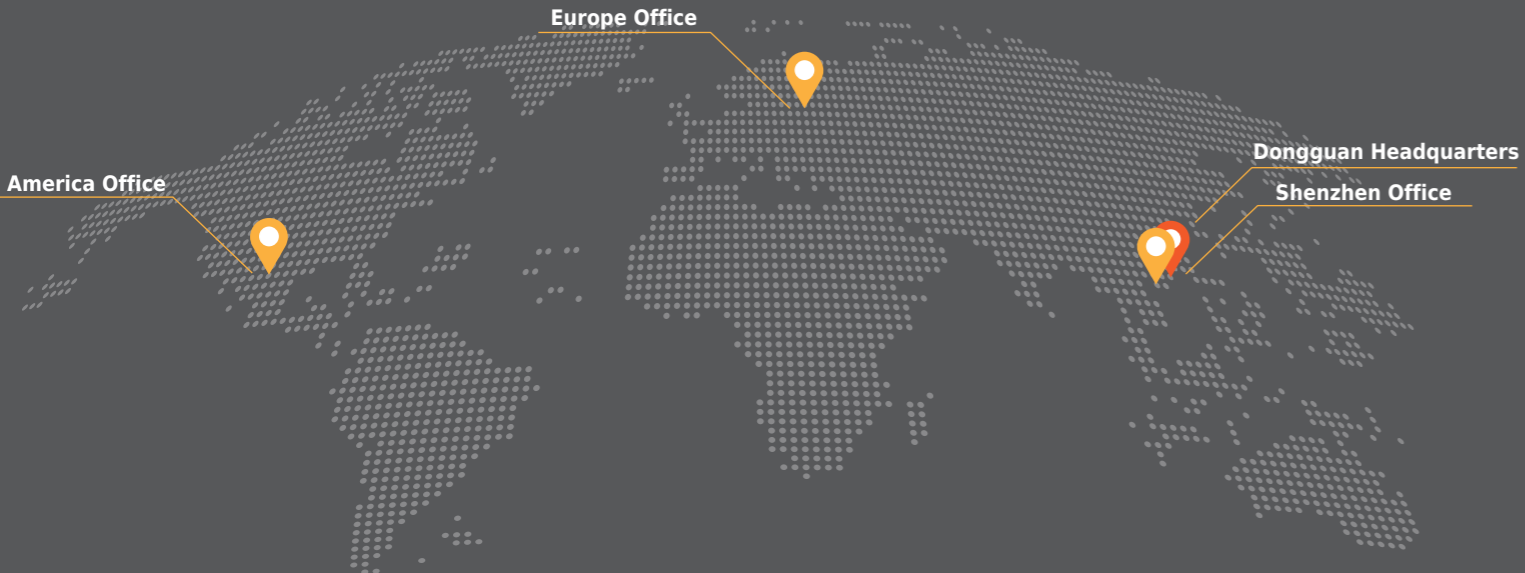 Europe Office
Dongguan Headquarters
America Office
Shenzhen Office